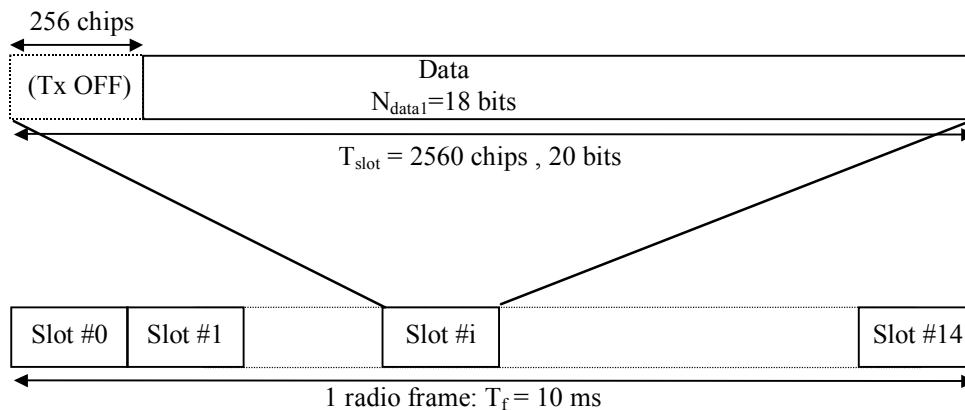 256 chips
(Tx OFF)
Data
N_data1=18 bits
T_slot = 2560 chips , 20 bits
Slot #0
Slot #1
Slot #i
Slot #14
1 radio frame: T_f = 10 ms